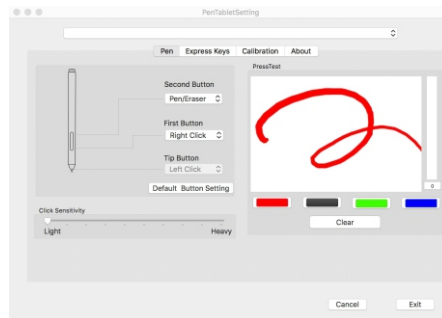 PenTabletSetting
Pen Express Keys Calibration About
PressTest
Second Button
Pen/Eraser
First Button
Right Click
Tip Button
Left Click
Default Button Setting
0
Click Sensitivity
Light Heavy
Clear
Cancel Exit